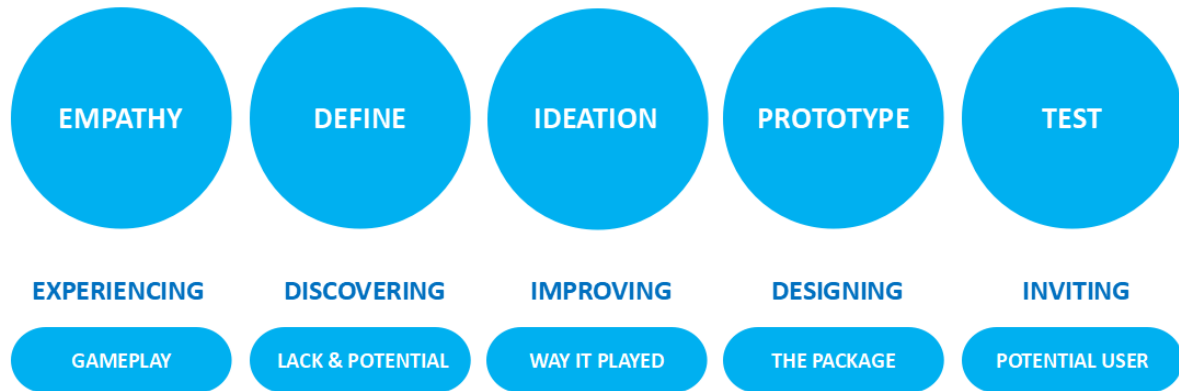 EMPATHY DEFINE IDEATION PROTOTYPE TEST
EXPERIENCING DISCOVERING IMPROVING DESIGNING INVITING
GAMEPLAY LACK & POTENTIAL WAY IT PLAYED THE PACKAGE POTENTIAL USER